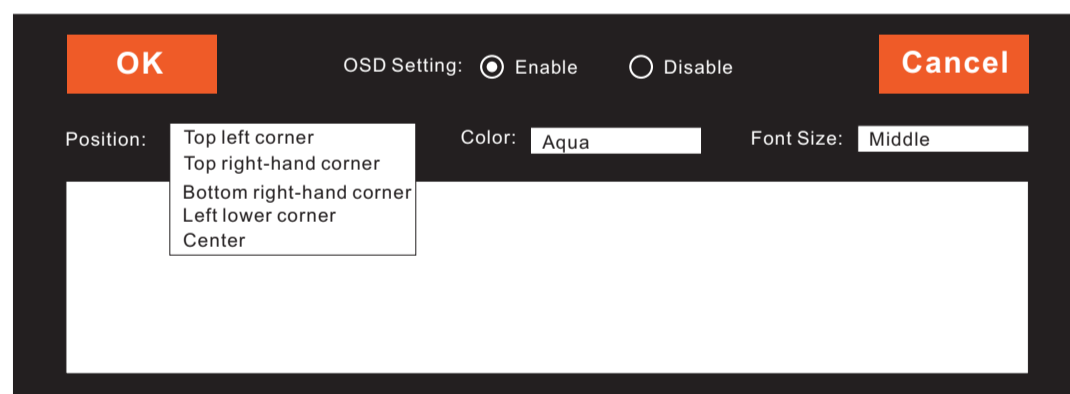 OK
OSD Setting: Enable Disable
Cancel
Position: Top left corner
Color: Aqua
Font Size: Middle
Top right-hand corner
Bottom right-hand corner
Left lower corner
Center